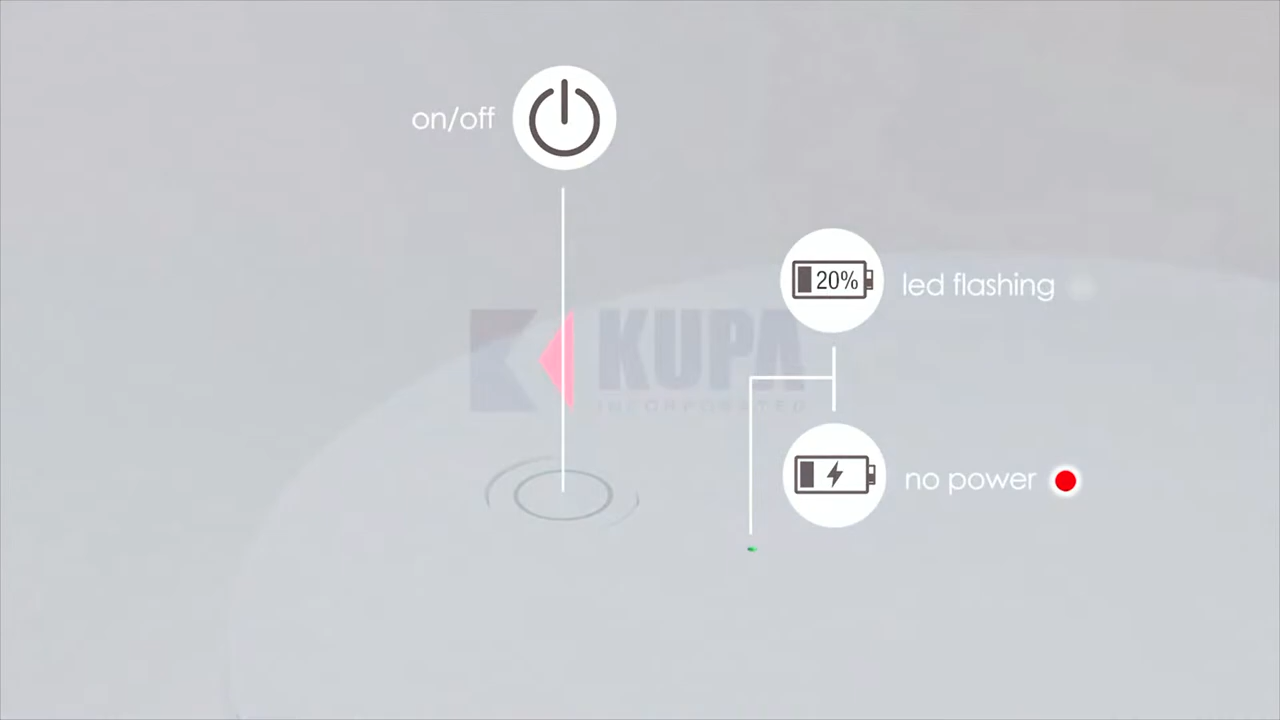 on/off
20%
led flashing
KUPA
INCORPORATED
no power